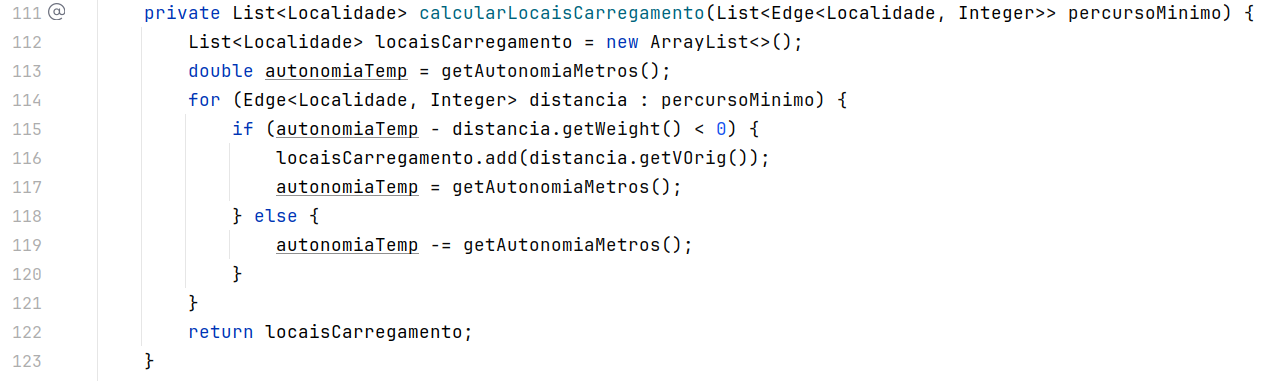 111 @ private List<Localidade> calcularLocaisCarregamento(List<Edge<Localidade, Integer>> percursoMinimo) {
112 List<Localidade> locaisCarregamento = new ArrayList<>();
113 double autonomiaTemp = getAutonomiaMetros();
114 for (Edge<Localidade, Integer> distancia : percursoMinimo) {
115 if (autonomiaTemp - distancia.getWeight() < 0) {
116 locaisCarregamento.add(distancia.getVOrig());
117 autonomiaTemp = getAutonomiaMetros();
118 } else {
119 autonomiaTemp -= getAutonomiaMetros();
120 }
121 }
122 return locaisCarregamento;
123 }